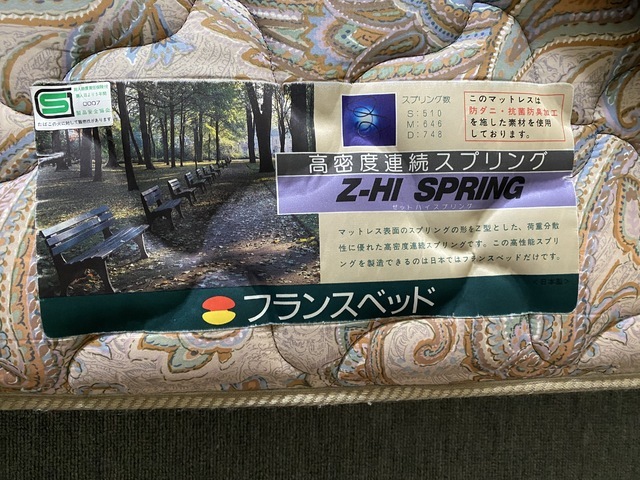 S
0007
スプリング数
S:510
M:646
D:748
このマットレスは
防ダニ・抗菌防臭加工
を施した素材を使用
しております。
高密度連続スプリング
Z-HI SPRING
ゼットハイスプリング
マットレス表面のスプリングの形をZ型とした、荷重分散
性に優れた高密度連続スプリングです。この高性能スプリ
ングを製造できるのは日本ではフランスベッドだけです。
フランスベッド